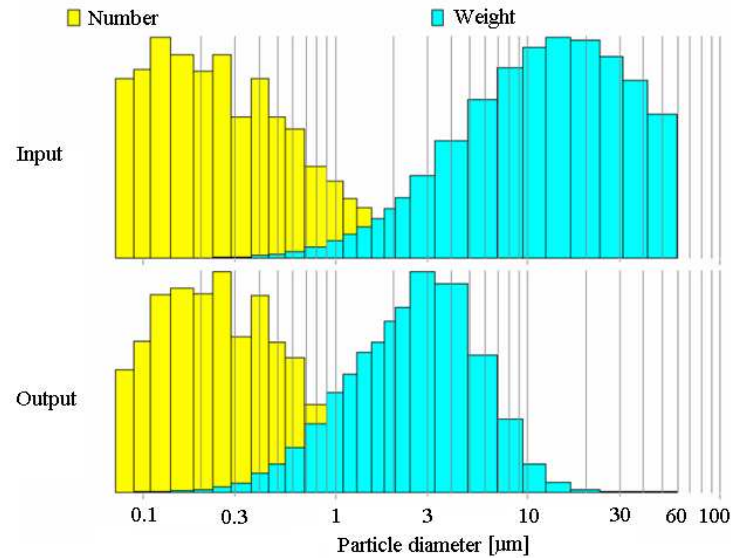 Number
Weight
Input
Output
0.1 0.3 1 3 10 30 60 100
Particle diameter [μm]